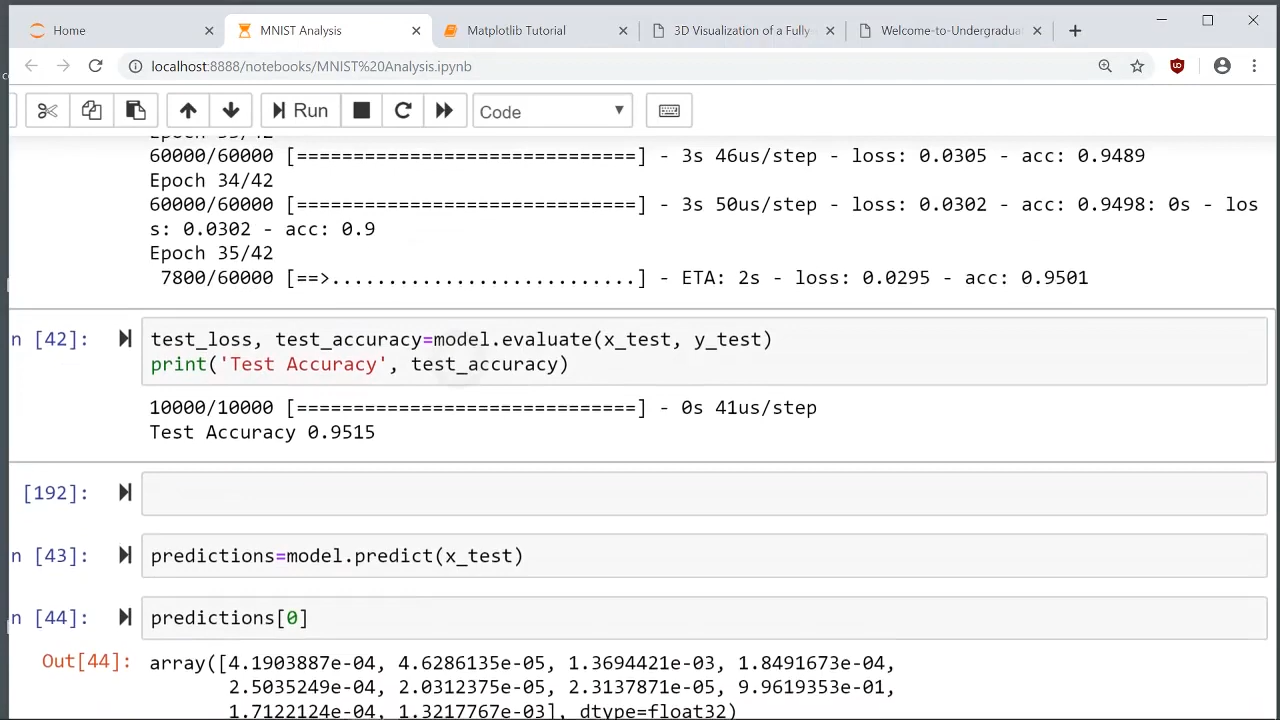 Home
MNIST Analysis
Matplotlib Tutorial
3D Visualization of a Fully
Welcome-to-Undergradua
localhost:8888/notebooks/MNIST%20Analysis.ipynb
Run
Code
60000/60000 [==============================] - 3s 46us/step - loss: 0.0305 - acc: 0.9489
Epoch 34/42
60000/60000 [==============================] - 3s 50us/step - loss: 0.0302 - acc: 0.9498: 0s - los
s: 0.0302 - acc: 0.9
Epoch 35/42
7800/60000 [==>...........................] - ETA: 2s - loss: 0.0295 - acc: 0.9501
n [42]:
test_loss, test_accuracy=model.evaluate(x_test, y_test)
print('Test Accuracy', test_accuracy)
10000/10000 [==============================] - 0s 41us/step
Test Accuracy 0.9515
[192]:
n [43]:
predictions=model.predict(x_test)
n [44]:
predictions[0]
Out[44]:
array([4.1903887e-04, 4.6286135e-05, 1.3694421e-03, 1.8491673e-04,
2.5035249e-04, 2.0312375e-05, 2.3137871e-05, 9.9619353e-01,
1.7122124e-04, 1.3217767e-03], dtype=float32)